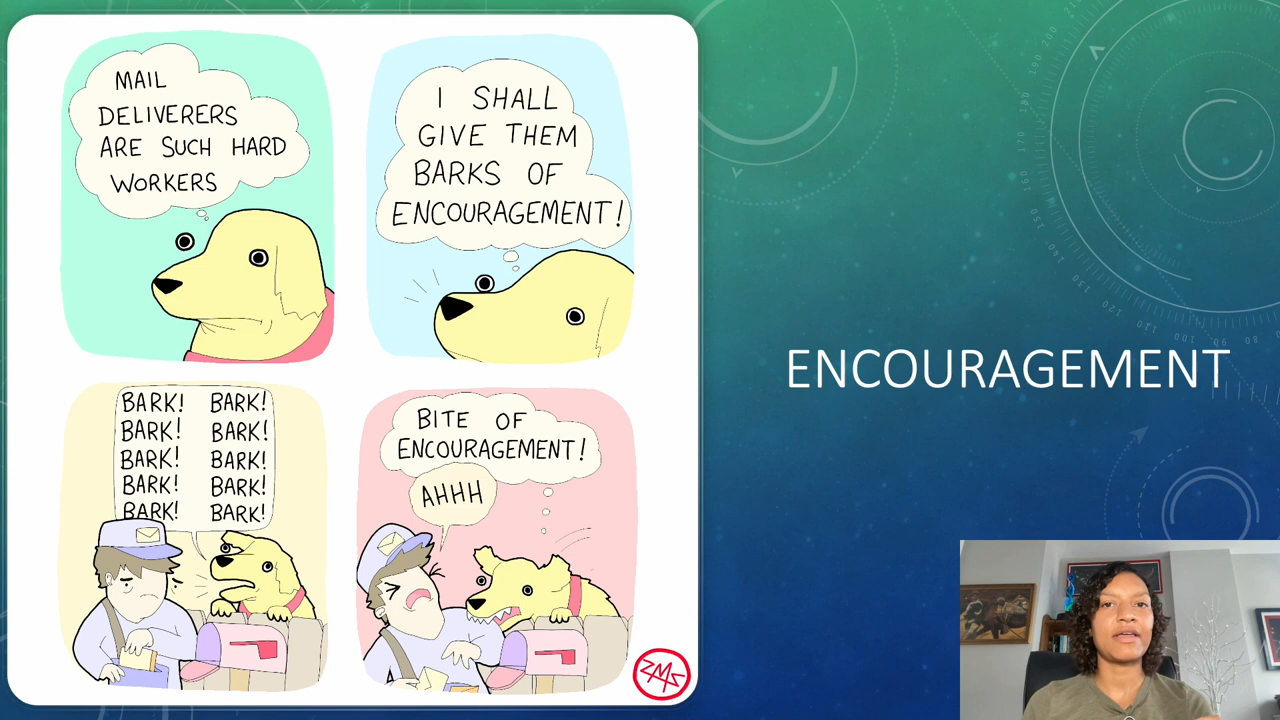 MAIL
DELIVERERS
ARE SUCH HARD
WORKERS
I SHALL
GIVE THEM
BARKS OF
ENCOURAGEMENT!
BARK! BARK!
BARK! BARK!
BARK! BARK!
BARK! BARK!
BARK! BARK!
BITE OF
ENCOURAGEMENT!
AHHH
ZMS
ENCOURAGEMENT